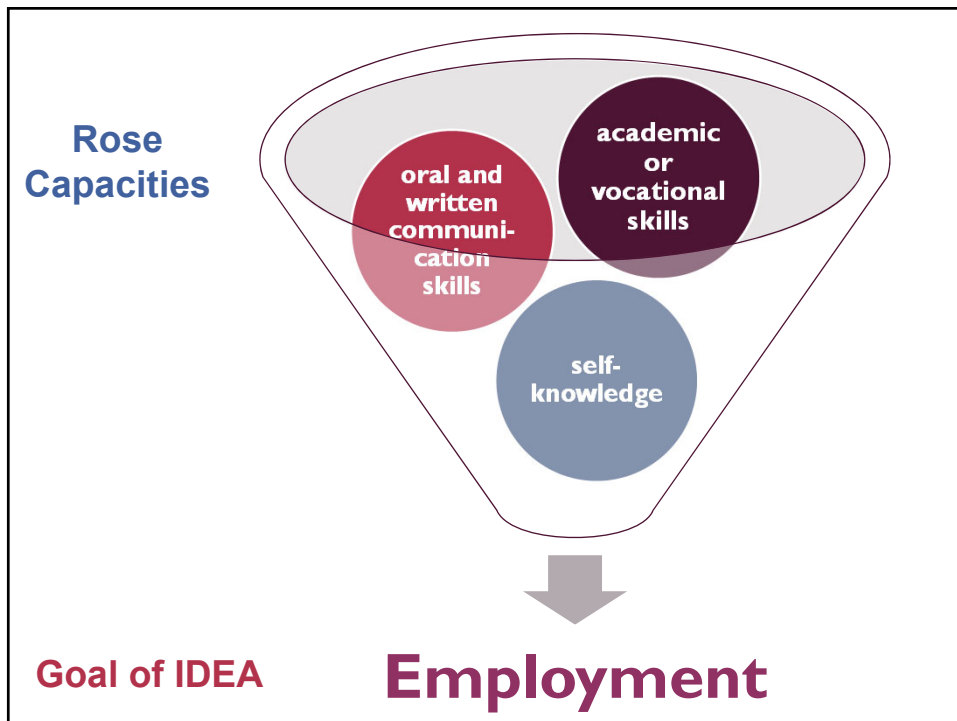 Rose
Capacities
oral and
written
communi-
cation
skills
academic
or
vocational
skills
self-
knowledge
Goal of IDEA
Employment